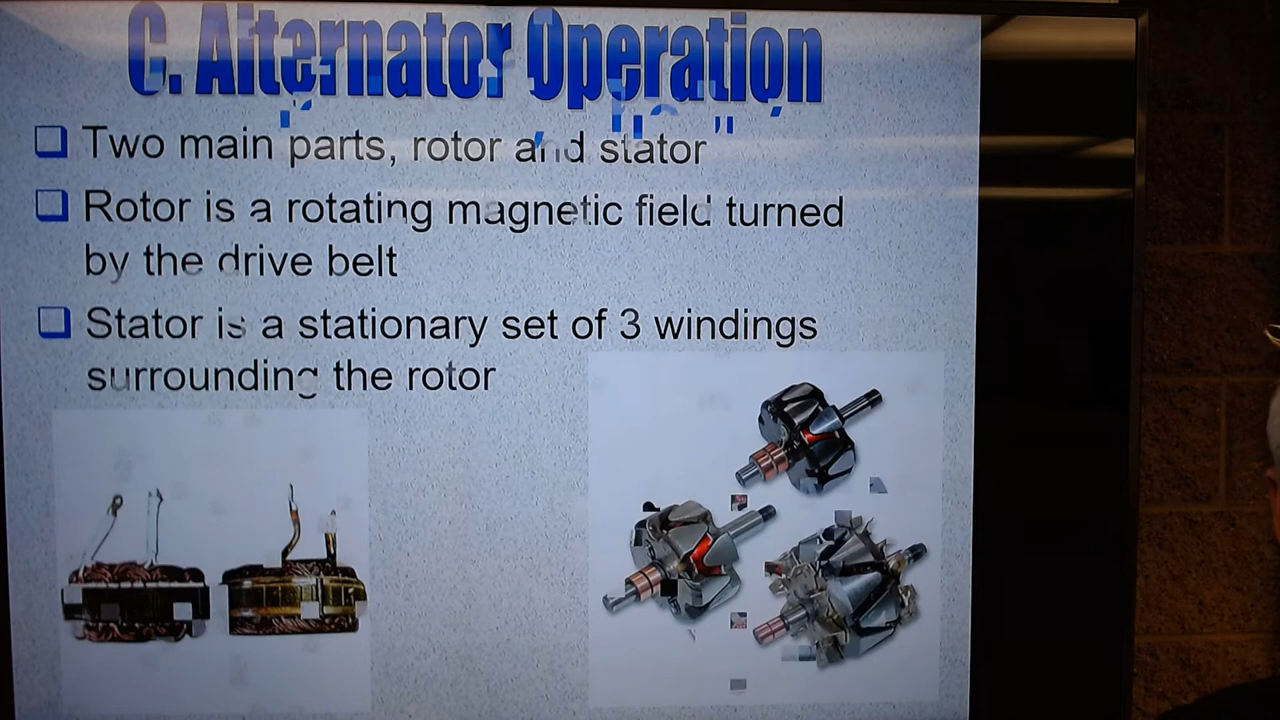 C. Alternator Operation
Two main parts, rotor and stator
Rotor is a rotating magnetic field turned
by the drive belt
Stator is a stationary set of 3 windings
surrounding the rotor